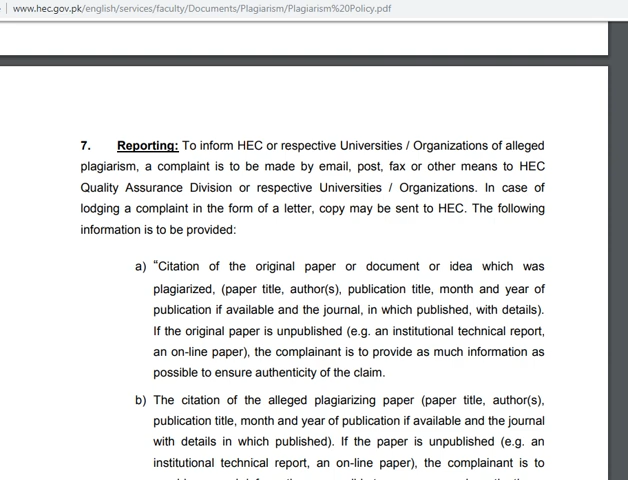 www.hec.gov.pk/english/services/faculty/Documents/Plagiarism/Plagiarism%20Policy.pdf
7. Reporting: To inform HEC or respective Universities / Organizations of alleged
plagiarism, a complaint is to be made by email, post, fax or other means to HEC
Quality Assurance Division or respective Universities / Organizations. In case of
lodging a complaint in the form of a letter, copy may be sent to HEC. The following
information is to be provided:
a) “Citation of the original paper or document or idea which was
plagiarized, (paper title, author(s), publication title, month and year of
publication if available and the journal, in which published, with details).
If the original paper is unpublished (e.g. an institutional technical report,
an on-line paper), the complainant is to provide as much information as
possible to ensure authenticity of the claim.
b) The citation of the alleged plagiarizing paper (paper title, author(s),
publication title, month and year of publication if available and the journal
with details in which published). If the paper is unpublished (e.g. an
institutional technical report, an on-line paper), the complainant is to